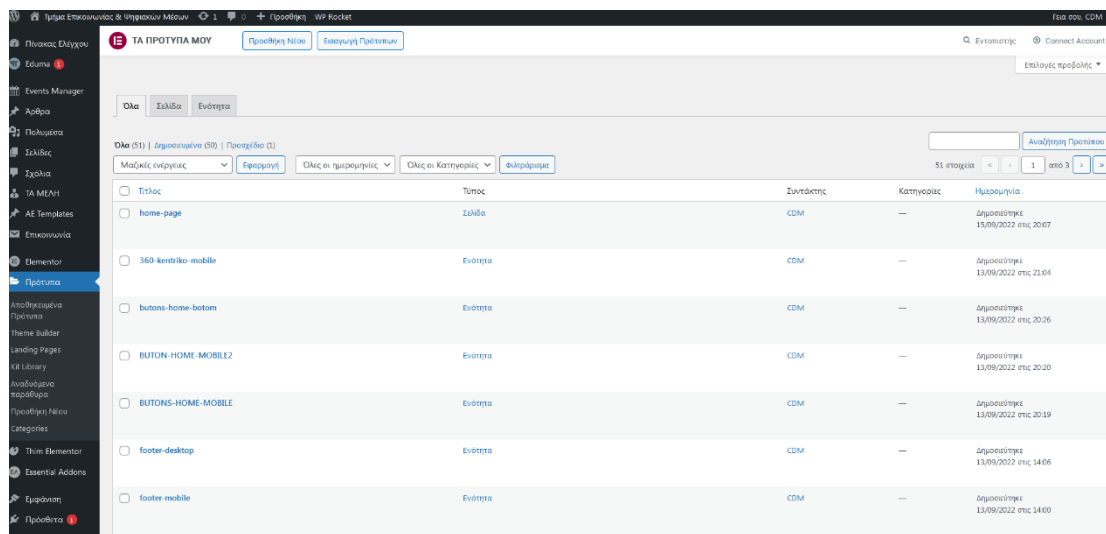 Τμήμα Επικοινωνίας & Ψηφιακών Μέσων 1 0 + Προσθήκη WP Rocket Γεια σου, CDM
Πίνακας Ελέγχου
Eduma 1
Events Manager
Άρθρα
Πολυμέσα
Σελίδες
Σχόλια
ΤΑ ΜΕΛΗ
AE Templates
Επικοινωνία
Elementor
Πρότυπα
Αποθηκευμένα
Πρότυπα
Theme Builder
Landing Pages
Kit Library
Αναδυόμενα
παράθυρα
Προσθήκη Νέου
Categories
Thim Elementor
Essential Addons
Εμφάνιση
Πρόσθετα 1
ΤΑ ΠΡΟΤΥΠΑ ΜΟΥ Προσθήκη Νέου Εισαγωγή Πρότυπων Εντοπιστής Connect Account
Επιλογές προβολής
Όλα Σελίδα Ενότητα
Όλα (51) | Δημοσιευμένα (50) | Προσχέδιο (1) Αναζήτηση Προτύπου
Μαζικές ενέργειες Εφαρμογή Όλες οι ημερομηνίες Όλες οι Κατηγορίες Φιλτράρισμα 51 στοιχεία « ‹ 1 από 3 › »
Τίτλος Τύπος Συντάκτης Κατηγορίες Ημερομηνία
home-page Σελίδα CDM — Δημοσιεύτηκε
15/09/2022 στις 20:07
360-kentriko-mobile Ενότητα CDM — Δημοσιεύτηκε
13/09/2022 στις 21:04
butons-home-botom Ενότητα CDM — Δημοσιεύτηκε
13/09/2022 στις 20:26
BUTON-HOME-MOBILE2 Ενότητα CDM — Δημοσιεύτηκε
13/09/2022 στις 20:20
BUTONS-HOME-MOBILE Ενότητα CDM — Δημοσιεύτηκε
13/09/2022 στις 20:19
footer-desktop Ενότητα CDM — Δημοσιεύτηκε
13/09/2022 στις 14:06
footer-mobile Ενότητα CDM — Δημοσιεύτηκε
13/09/2022 στις 14:00